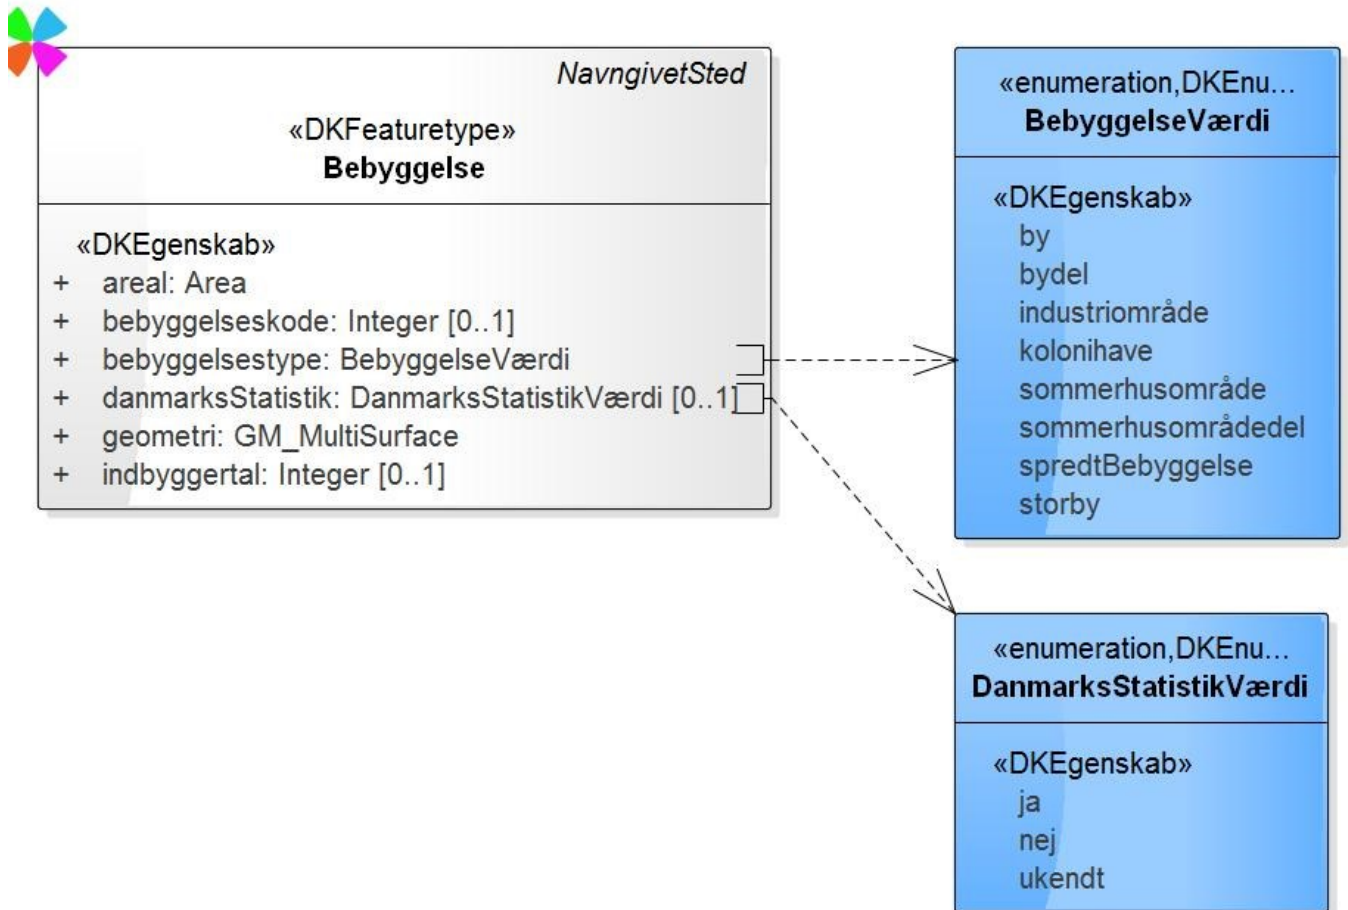 NavngivetSted
«DKFeaturetype»
Bebyggelse
«DKEgenskab»
+ areal: Area
+ bebyggelseskode: Integer [0..1]
+ bebyggelsestype: BebyggelseVærdi
+ danmarksStatistik: DanmarksStatistikVærdi [0..1]
+ geometri: GM_MultiSurface
+ indbyggertal: Integer [0..1]
«enumeration,DKEnu...
BebyggelseVærdi
«DKEgenskab»
by
bydel
industriområde
kolonihave
sommerhusområde
sommerhusområdedel
spredtBebyggelse
storby
«enumeration,DKEnu...
DanmarksStatistikVærdi
«DKEgenskab»
ja
nej
ukendt